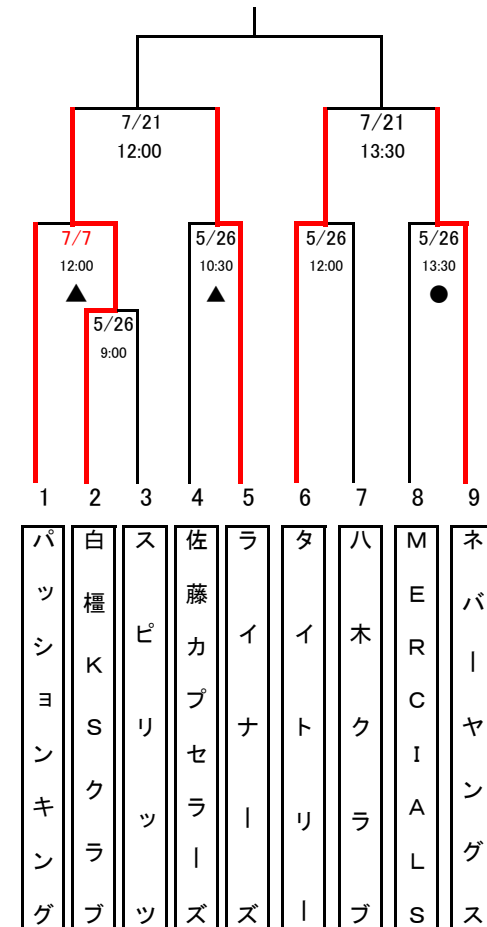 7/21
12:00
7/21
13:30
7/7
12:00
▲
5/26
10:30
▲
5/26
12:00
5/26
13:30
●
5/26
9:00
1 2 3 4 5 6 7 8 9
パッションキング
白橿KSクラブ
スピリッツ
佐藤カプセラーズ
ライナーズ
タイトリー
八木クラブ
MERCIALS
ネバーヤングス